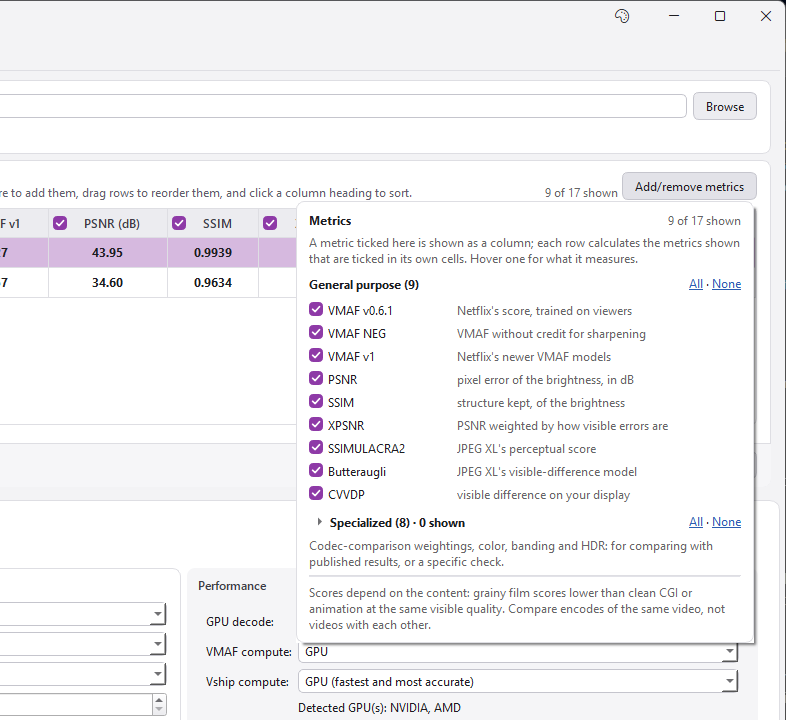 Browse
re to add them, drag rows to reorder them, and click a column heading to sort.
9 of 17 shown
Add/remove metrics
F v1
PSNR (dB)
SSIM
7
43.95
0.9939
7
34.60
0.9634
Metrics
9 of 17 shown
A metric ticked here is shown as a column; each row calculates the metrics shown
that are ticked in its own cells. Hover one for what it measures.
General purpose (9)
All · None
VMAF v0.6.1
Netflix's score, trained on viewers
VMAF NEG
VMAF without credit for sharpening
VMAF v1
Netflix's newer VMAF models
PSNR
pixel error of the brightness, in dB
SSIM
structure kept, of the brightness
XPSNR
PSNR weighted by how visible errors are
SSIMULACRA2
JPEG XL's perceptual score
Butteraugli
JPEG XL's visible-difference model
CVVDP
visible difference on your display
Specialized (8) · 0 shown
All · None
Codec-comparison weightings, color, banding and HDR: for comparing with
published results, or a specific check.
Scores depend on the content: grainy film scores lower than clean CGI or
animation at the same visible quality. Compare encodes of the same video, not
videos with each other.
Performance
GPU decode:
VMAF compute:
GPU
Vship compute:
GPU (fastest and most accurate)
Detected GPU(s): NVIDIA, AMD